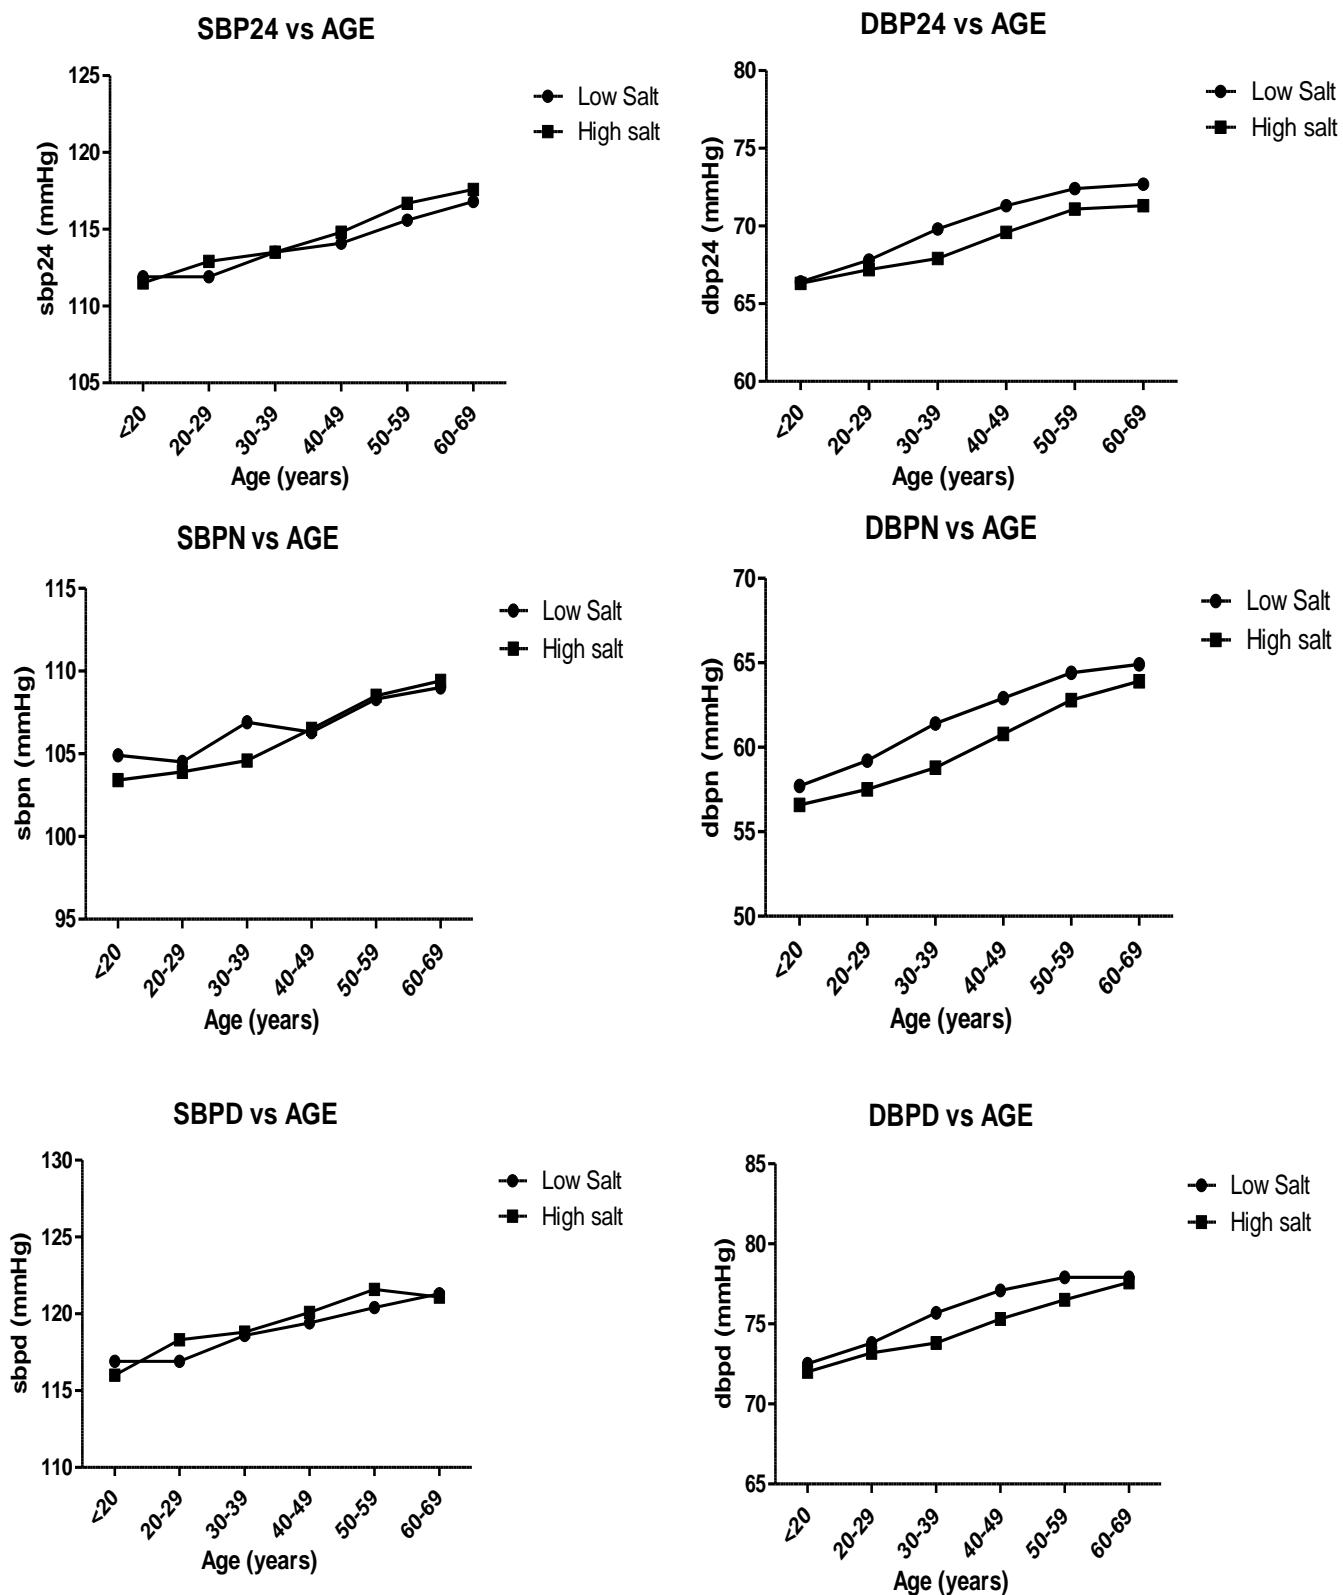 SBP24 vs AGE
125
120
115
110
105
sbp24 (mmHg)
Low Salt
High salt
<20
20-29
30-39
40-49
50-59
60-69
Age (years)
DBP24 vs AGE
80
75
70
65
60
dbp24 (mmHg)
Low Salt
High salt
<20
20-29
30-39
40-49
50-59
60-69
Age (years)
SBPN vs AGE
115
110
105
100
95
sbpn (mmHg)
Low Salt
High salt
<20
20-29
30-39
40-49
50-59
60-69
Age (years)
DBPN vs AGE
70
65
60
55
50
dbpn (mmHg)
Low Salt
High salt
<20
20-29
30-39
40-49
50-59
60-69
Age (years)
SBPD vs AGE
130
125
120
115
110
sbpd (mmHg)
Low Salt
High salt
<20
20-29
30-39
40-49
50-59
60-69
Age (years)
DBPD vs AGE
85
80
75
70
65
dbpd (mmHg)
Low Salt
High salt
<20
20-29
30-39
40-49
50-59
60-69
Age (years)